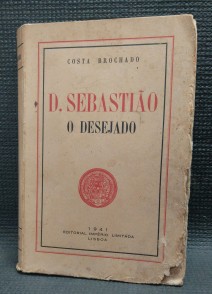 COSTA BROCHADO
D. SEBASTIÃO
O DESEJADO
1941
EDITORIAL IMPÉRIO LIMITADA
LISBOA